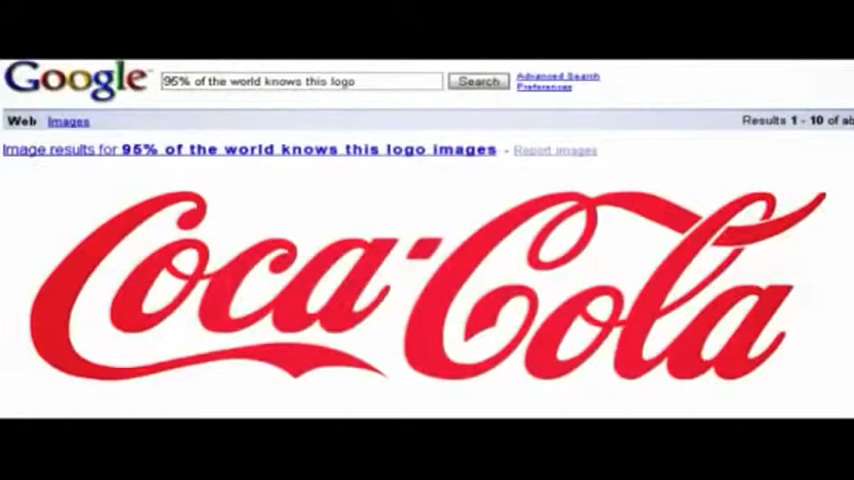 Google 95% of the world knows this logo Search Advanced Search
Preferences
Web Images Results 1 - 10 of ab
Image results for 95% of the world knows this logo images - Report images
Coca-Cola